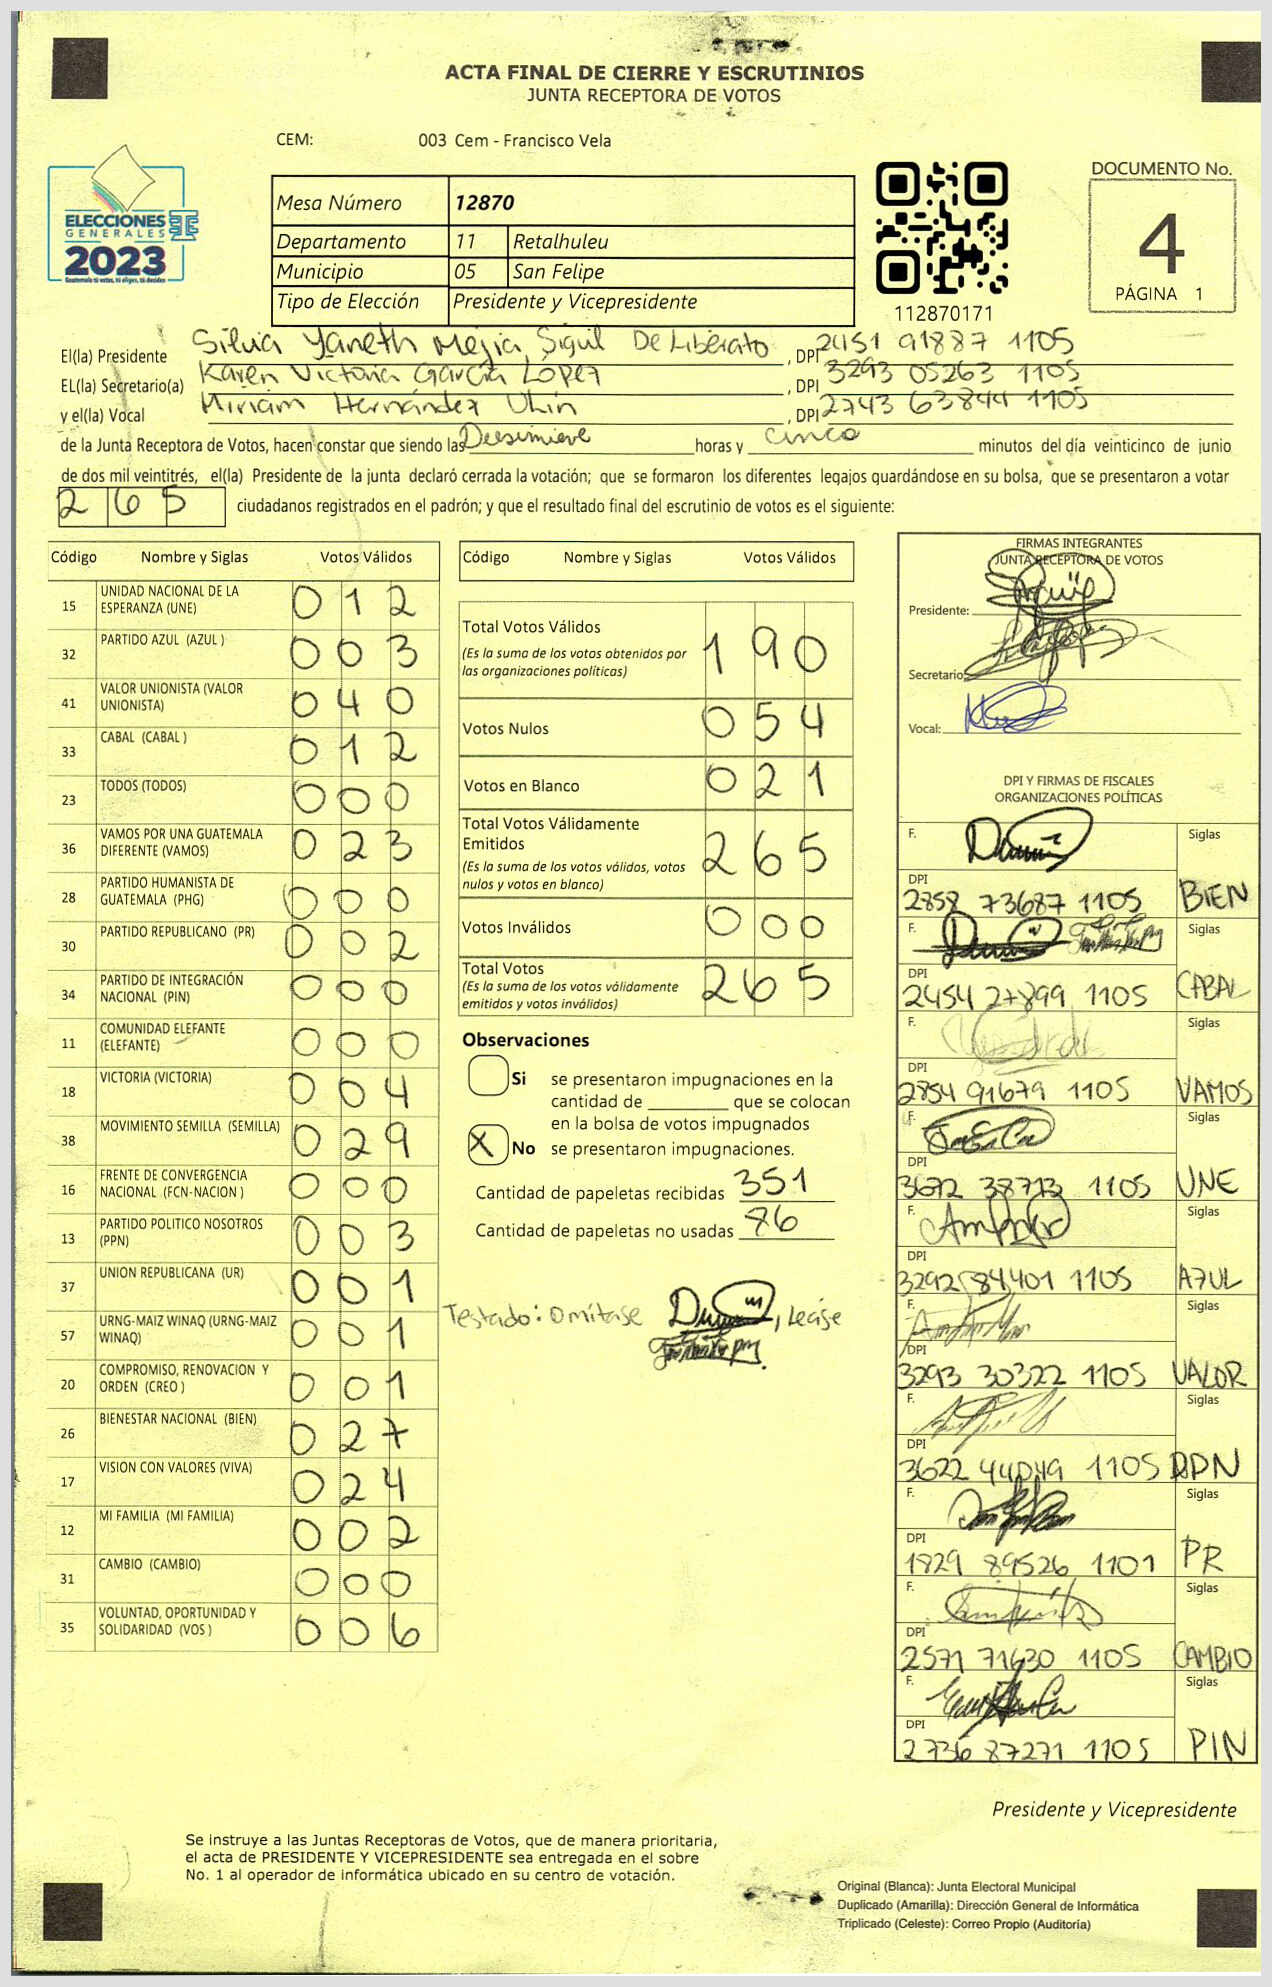 ACTA FINAL DE CIERRE Y ESCRUTINIOS
JUNTA RECEPTORA DE VOTOS
CEM: 003 Cem - Francisco Vela
ELECCIONES
GENERALES
2023
Guatemala tú votas, tú eliges, tú decides
Mesa Número 12870
Departamento 11 Retalhuleu
Municipio 05 San Felipe
Tipo de Elección Presidente y Vicepresidente
112870171
DOCUMENTO No.
4
PÁGINA 1
El(la) Presidente Silvia Yaneth Mejia Sigüil De Liberato, DPI 2451 91887 1105
EL(la) Secretario(a) Karen Victoria García López, DPI 3293 05263 1105
y el(la) Vocal Miriam Hernández, DPI 2743 63844 1105
de la Junta Receptora de Votos, hacen constar que siendo las horas y cinco minutos del día veinticinco de junio
de dos mil veintitrés, el(la) Presidente de la junta declaró cerrada la votación; que se formaron los diferentes legajos guardándose en su bolsa, que se presentaron a votar
265 ciudadanos registrados en el padrón; y que el resultado final del escrutinio de votos es el siguiente:
Código Nombre y Siglas Votos Válidos
15 UNIDAD NACIONAL DE LA ESPERANZA (UNE) 012
32 PARTIDO AZUL (AZUL ) 003
41 VALOR UNIONISTA (VALOR UNIONISTA) 040
33 CABAL (CABAL ) 012
23 TODOS (TODOS) 000
36 VAMOS POR UNA GUATEMALA DIFERENTE (VAMOS) 023
28 PARTIDO HUMANISTA DE GUATEMALA (PHG) 000
30 PARTIDO REPUBLICANO (PR) 002
34 PARTIDO DE INTEGRACIÓN NACIONAL (PIN) 000
11 COMUNIDAD ELEFANTE (ELEFANTE) 000
18 VICTORIA (VICTORIA) 004
38 MOVIMIENTO SEMILLA (SEMILLA) 029
16 FRENTE DE CONVERGENCIA NACIONAL (FCN-NACION ) 000
13 PARTIDO POLITICO NOSOTROS (PPN) 003
37 UNION REPUBLICANA (UR) 001
57 URNG-MAIZ WINAQ (URNG-MAIZ WINAQ) 001
20 COMPROMISO, RENOVACION Y ORDEN (CREO ) 001
26 BIENESTAR NACIONAL (BIEN) 027
17 VISION CON VALORES (VIVA) 024
12 MI FAMILIA (MI FAMILIA) 002
31 CAMBIO (CAMBIO) 000
35 VOLUNTAD, OPORTUNIDAD Y SOLIDARIDAD (VOS ) 006
Código Nombre y Siglas Votos Válidos
Total Votos Válidos 190
(Es la suma de los votos obtenidos por
las organizaciones políticas)
Votos Nulos 054
Votos en Blanco 021
Total Votos Válidamente
Emitidos 265
(Es la suma de los votos válidos, votos
nulos y votos en blanco)
Votos Inválidos 000
Total Votos 265
(Es la suma de los votos válidamente
emitidos y votos inválidos)
Observaciones
Si se presentaron impugnaciones en la
cantidad de ________ que se colocan
en la bolsa de votos impugnados
X No se presentaron impugnaciones.
Cantidad de papeletas recibidas 351
Cantidad de papeletas no usadas 86
Testado: Omítase , Lease
FIRMAS INTEGRANTES
JUNTA RECEPTORA DE VOTOS
Presidente:
Secretario:
Vocal:
DPI Y FIRMAS DE FISCALES
ORGANIZACIONES POLÍTICAS
F. Siglas
DPI 2858 73687 1105 BIEN
F. Siglas
DPI 2454 27899 1105 CABAL
F. Siglas
DPI 2854 91679 1105 VAMOS
F. Siglas
DPI 3672 38713 1105 UNE
F. Siglas
DPI 3292 84401 1105 AZUL
F. Siglas
DPI 3293 30322 1105 VALOR
F. Siglas
DPI 3622 44049 1105 PPN
F. Siglas
DPI 1829 89526 1101 PR
F. Siglas
DPI 2571 71630 1105 CAMBIO
F. Siglas
DPI 2736 87271 1105 PIN
Presidente y Vicepresidente
Se instruye a las Juntas Receptoras de Votos, que de manera prioritaria,
el acta de PRESIDENTE Y VICEPRESIDENTE sea entregada en el sobre
No. 1 al operador de informática ubicado en su centro de votación.
Original (Blanca): Junta Electoral Municipal
Duplicado (Amarilla): Dirección General de Informática
Triplicado (Celeste): Correo Propio (Auditoría)